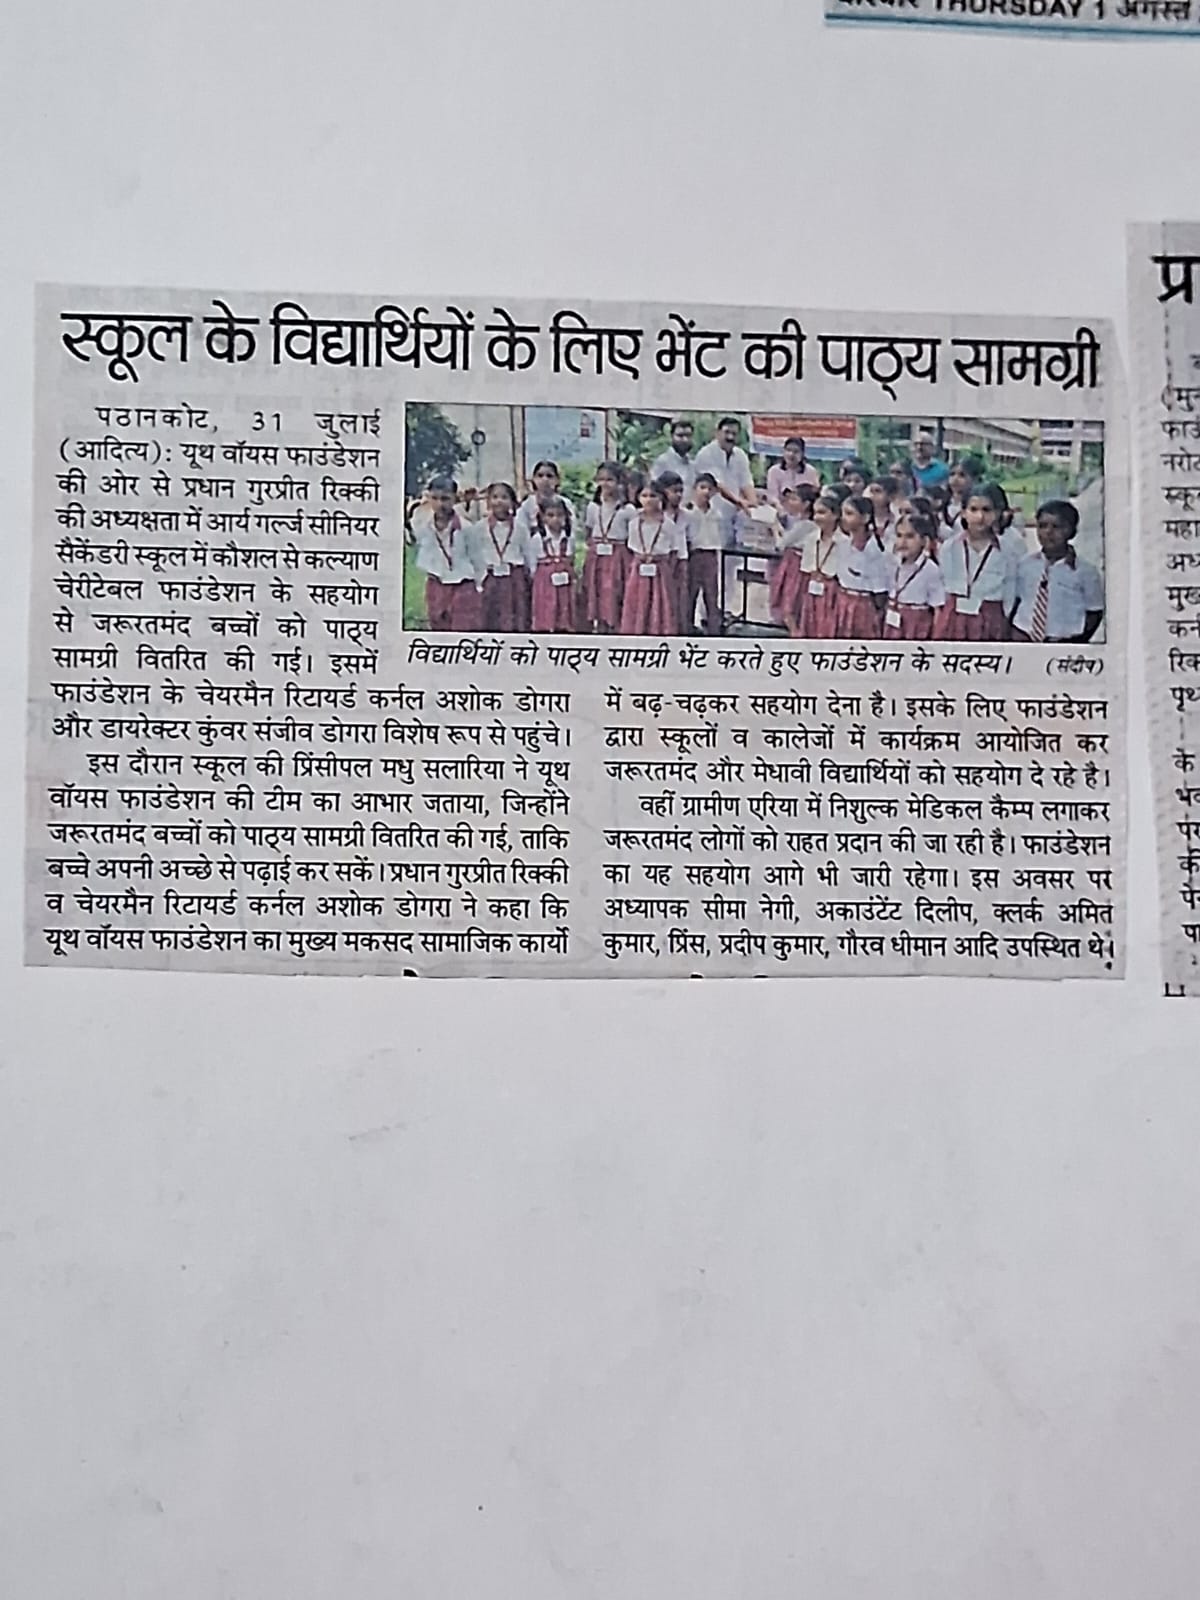 THURSDAY 1 अगस्त
स्कूल के विद्यार्थियों के लिए भेंट की पाठ्य सामग्री
पठानकोट, 31 जुलाई
(आदित्य): यूथ वॉयस फाउंडेशन
की ओर से प्रधान गुरप्रीत रिक्की
की अध्यक्षता में आर्य गर्ल्ज सीनियर
सैकेंडरी स्कूल में कौशल से कल्याण
चेरीटेबल फाउंडेशन के सहयोग
से जरूरतमंद बच्चों को पाठ्य
सामग्री वितरित की गई। इसमें
फाउंडेशन के चेयरमैन रिटायर्ड कर्नल अशोक डोगरा
और डायरेक्टर कुंवर संजीव डोगरा विशेष रूप से पहुंचे।
इस दौरान स्कूल की प्रिंसीपल मधु सलारिया ने यूथ
वॉयस फाउंडेशन की टीम का आभार जताया, जिन्होंने
जरूरतमंद बच्चों को पाठ्य सामग्री वितरित की गई, ताकि
बच्चे अपनी अच्छे से पढ़ाई कर सकें। प्रधान गुरप्रीत रिक्की
व चेयरमैन रिटायर्ड कर्नल अशोक डोगरा ने कहा कि
यूथ वॉयस फाउंडेशन का मुख्य मकसद सामाजिक कार्यो
विद्यार्थियों को पाठ्य सामग्री भेंट करते हुए फाउंडेशन के सदस्य। (संदीप)
में बढ़-चढ़कर सहयोग देना है। इसके लिए फाउंडेशन
द्वारा स्कूलों व कालेजों में कार्यक्रम आयोजित कर
जरूरतमंद और मेधावी विद्यार्थियों को सहयोग दे रहे है।
वहीं ग्रामीण एरिया में निशुल्क मेडिकल कैम्प लगाकर
जरूरतमंद लोगों को राहत प्रदान की जा रही है। फाउंडेशन
का यह सहयोग आगे भी जारी रहेगा। इस अवसर पर
अध्यापक सीमा नेगी, अकाउंटेंट दिलीप, क्लर्क अमित
कुमार, प्रिंस, प्रदीप कुमार, गौरव धीमान आदि उपस्थित थे।